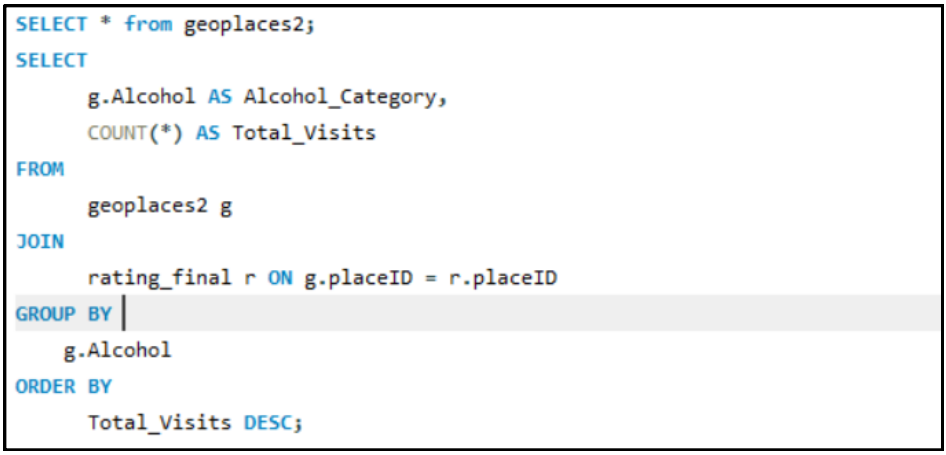 SELECT * from geoplaces2;
SELECT
g.Alcohol AS Alcohol_Category,
COUNT(*) AS Total_Visits
FROM
geoplaces2 g
JOIN
rating_final r ON g.placeID = r.placeID
GROUP BY
g.Alcohol
ORDER BY
Total_Visits DESC;